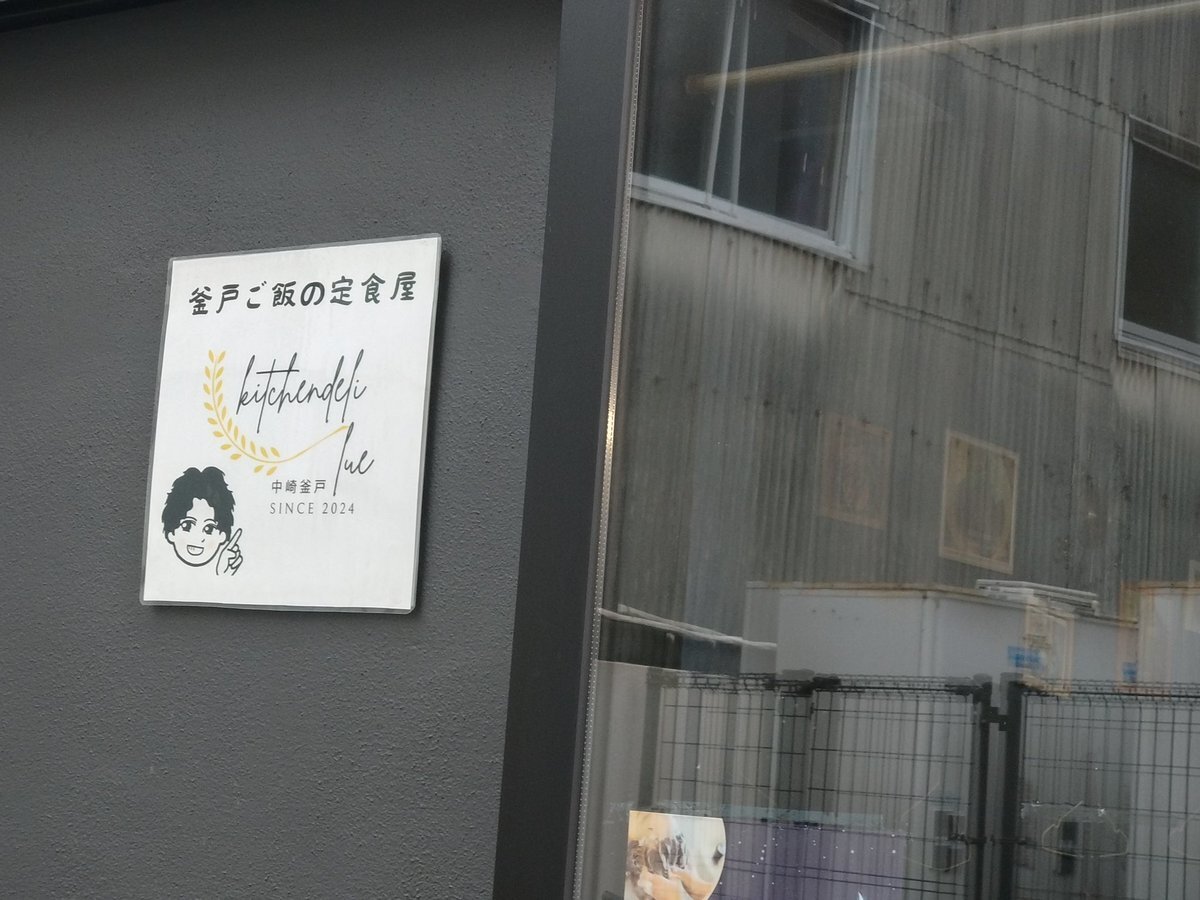 釜戸ご飯の定食屋
kitchendeli
lue
中崎釜戸
SINCE 2024